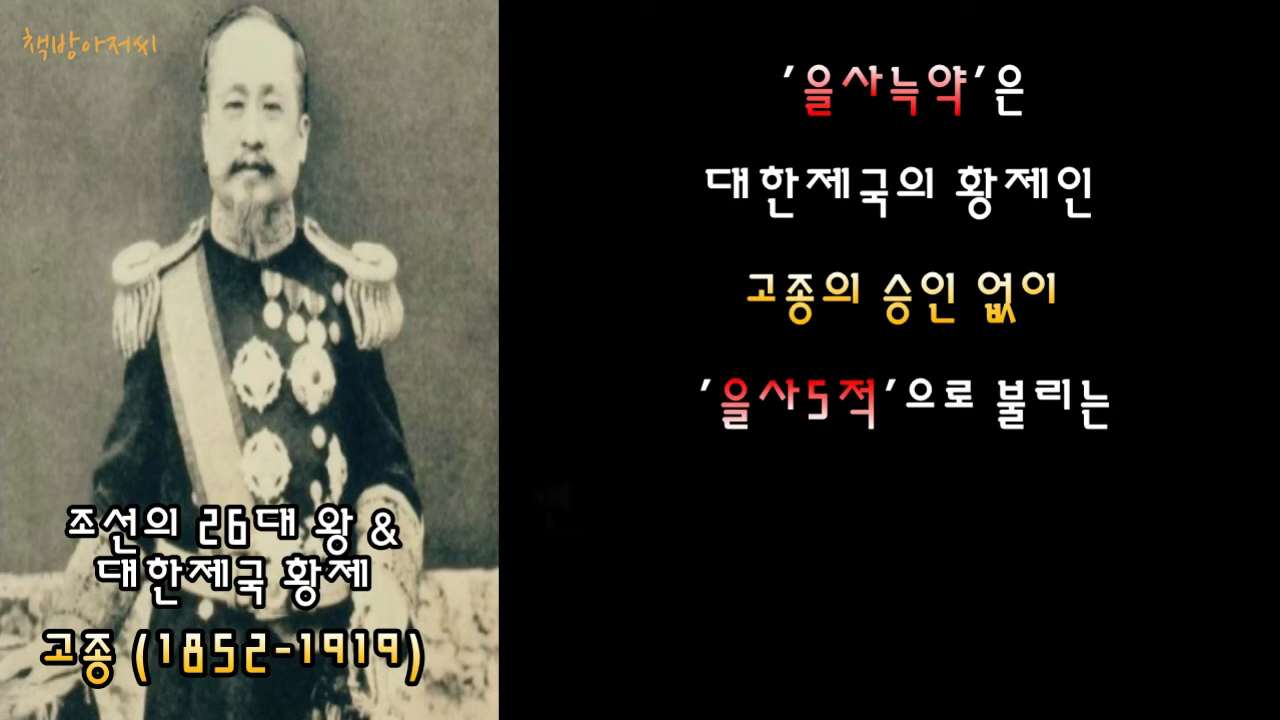 책방아저씨
조선의 26대 왕 &
대한제국 황제
고종 (1852-1919)
'을사늑약'은
대한제국의 황제인
고종의 승인 없이
'을사5적'으로 불리는